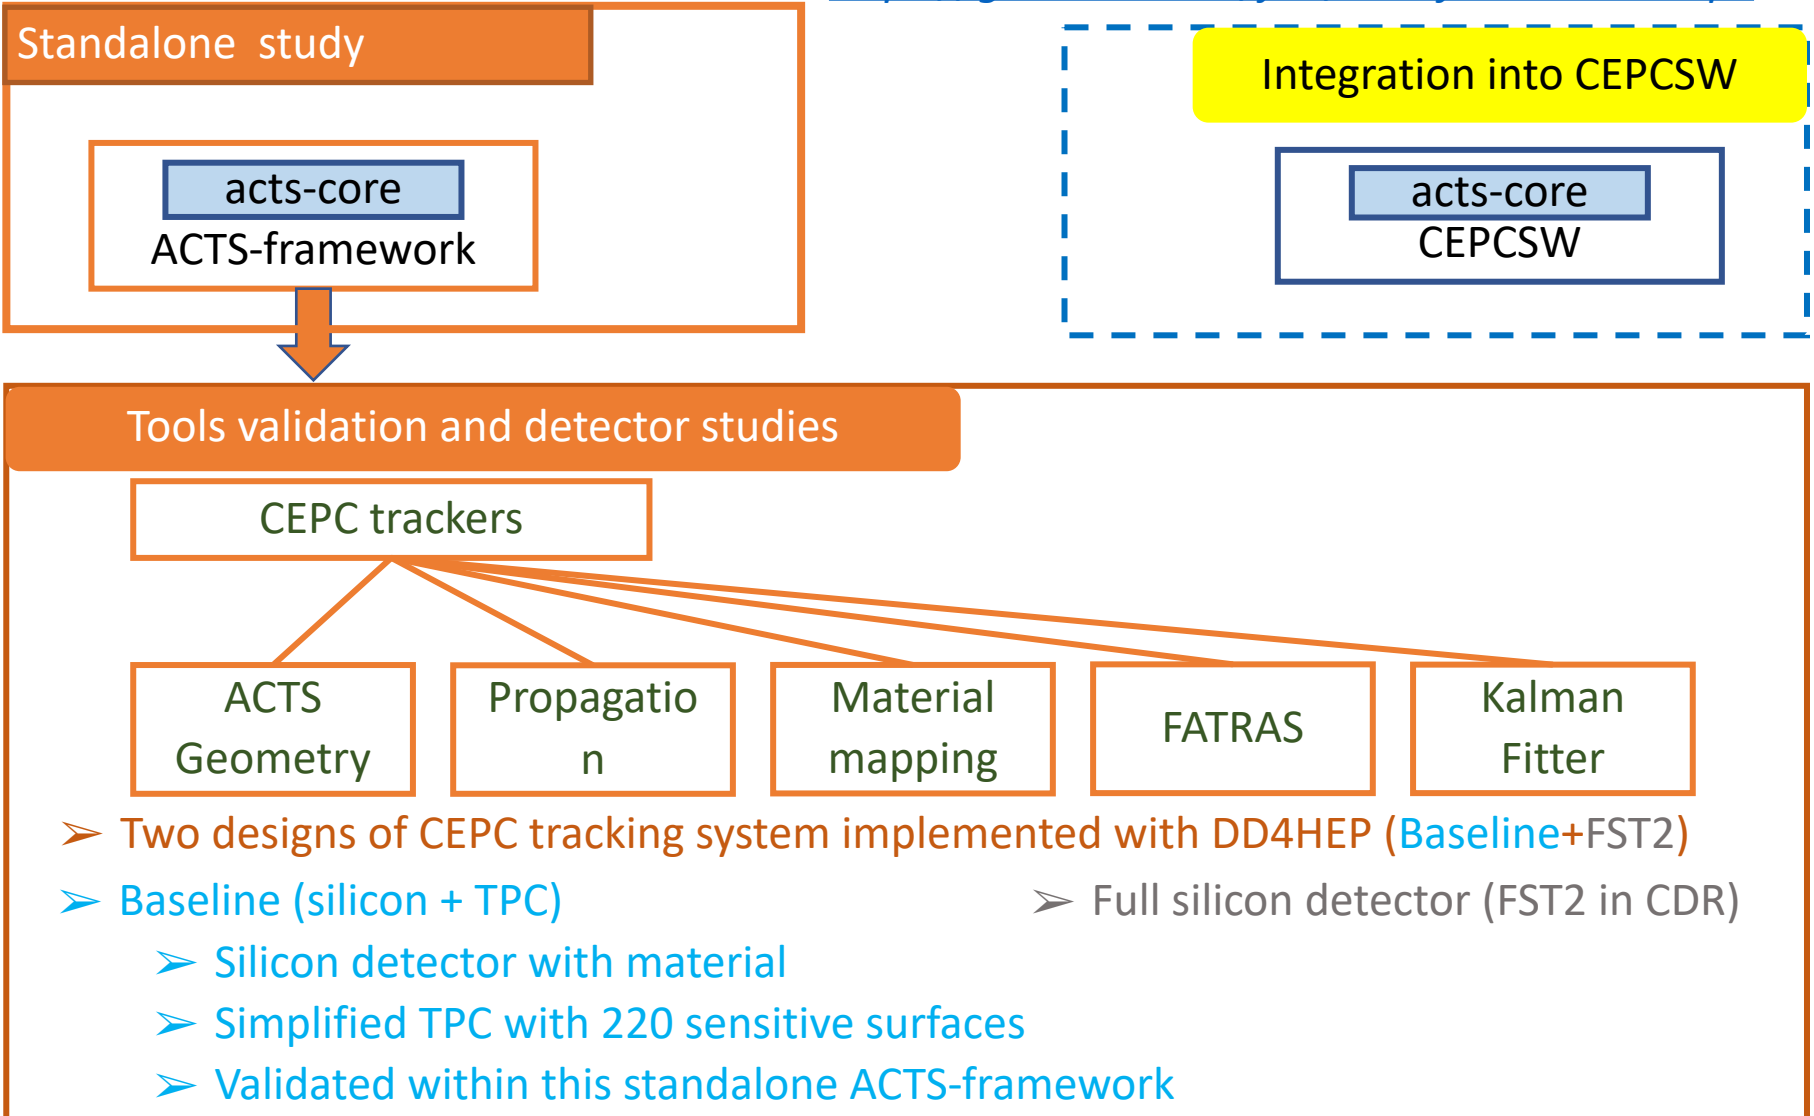 Standalone study
Integration into CEPCSW
acts-core
ACTS-framework
acts-core
CEPCSW
Tools validation and detector studies
CEPC trackers
ACTS
Geometry
Propagatio
n
Material
mapping
FATRAS
Kalman
Fitter
➢ Two designs of CEPC tracking system implemented with DD4HEP (Baseline+FST2)
➢ Baseline (silicon + TPC)
➢ Full silicon detector (FST2 in CDR)
➢ Silicon detector with material
➢ Simplified TPC with 220 sensitive surfaces
➢ Validated within this standalone ACTS-framework